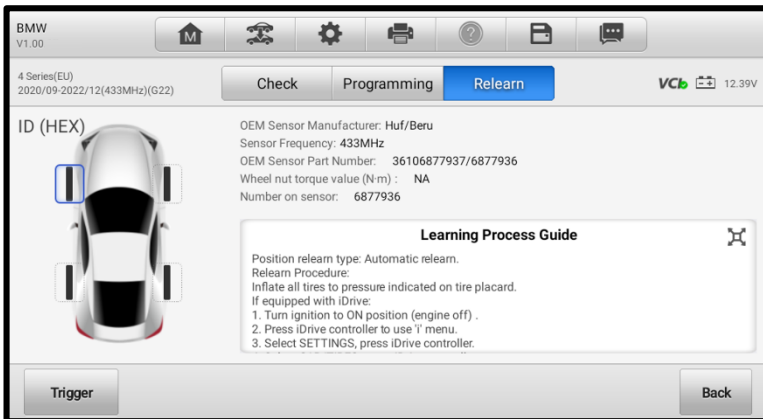 BMW
V1.00
M
?
4 Series(EU)
2020/09-2022/12(433MHz)(G22)
Check
Programming
Relearn
VCI
12.39V
ID (HEX)
OEM Sensor Manufacturer: Huf/Beru
Sensor Frequency: 433MHz
OEM Sensor Part Number: 36106877937/6877936
Wheel nut torque value (N·m) : NA
Number on sensor: 6877936
Learning Process Guide
Position relearn type: Automatic relearn.
Relearn Procedure:
Inflate all tires to pressure indicated on tire placard.
If equipped with iDrive:
1. Turn ignition to ON position (engine off) .
2. Press iDrive controller to use 'i' menu.
3. Select SETTINGS, press iDrive controller.
Trigger
Back